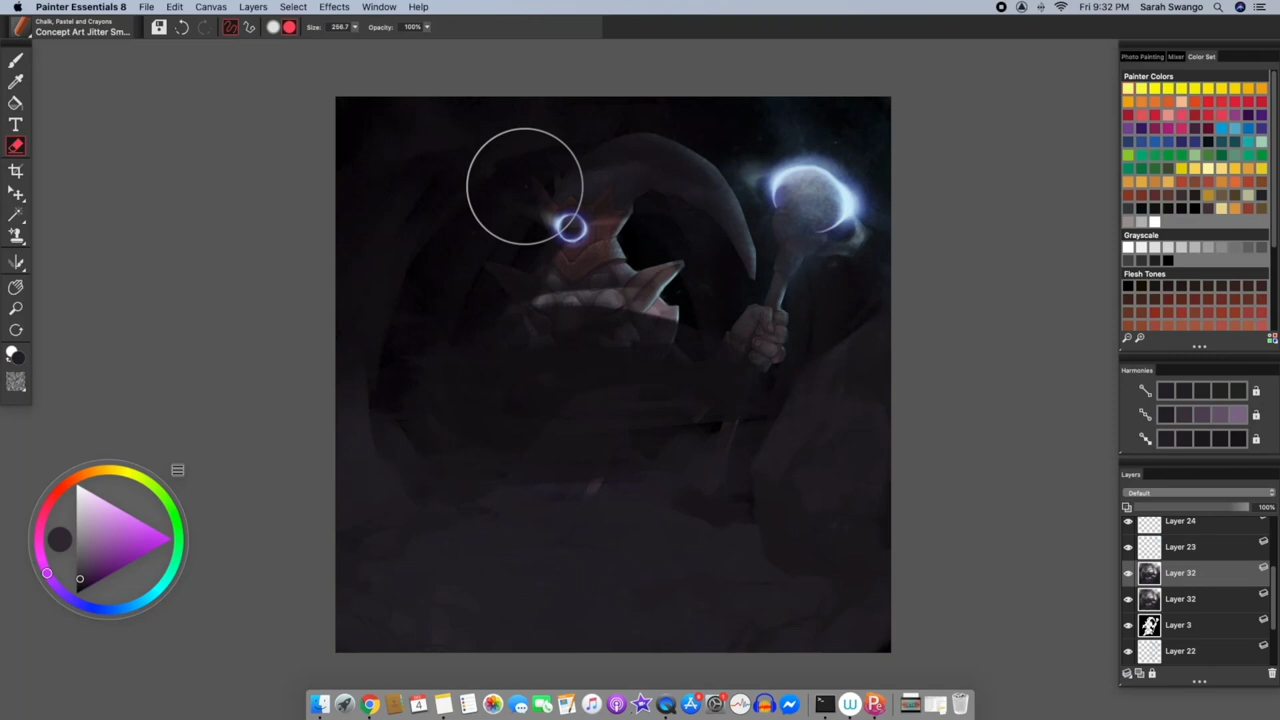 Painter Essentials 8 File Edit Canvas Layers Select Effects Window Help Fri 9:32 PM Sarah Swango
Chalk, Pastel and Crayons
Concept Art Jitter Sm... Size: 256.7 Opacity: 100%
Photo Painting Mixer Color Set
Painter Colors
Grayscale
Flesh Tones
Harmonies
Layers
Default
100%
Layer 24
Layer 23
Layer 32
Layer 32
Layer 3
Layer 22